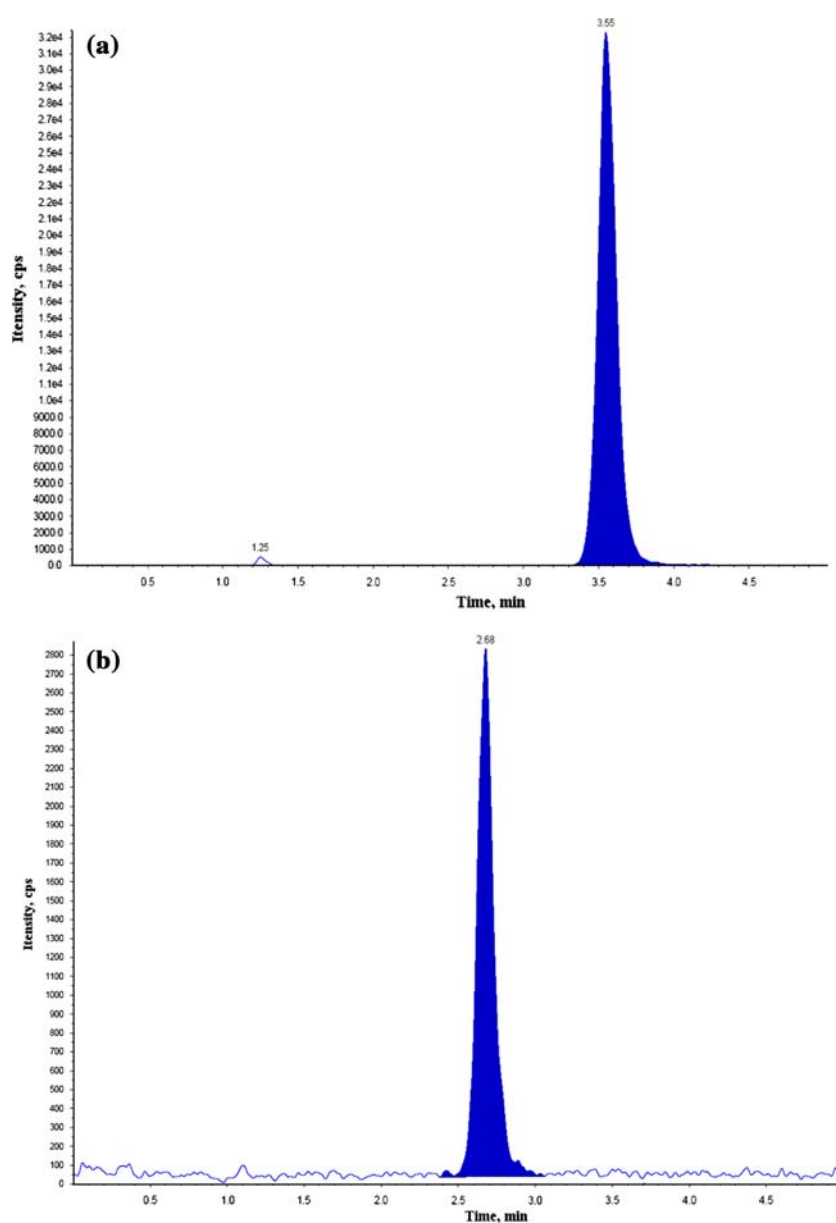 (a)
3.55
3.2e4
3.1e4
3.0e4
2.9e4
2.8e4
2.7e4
2.6e4
2.5e4
2.4e4
2.3e4
2.2e4
2.1e4
2.0e4
1.9e4
1.8e4
1.7e4
1.6e4
1.5e4
1.4e4
1.3e4
1.2e4
1.1e4
1.0e4
9000.0
8000.0
7000.0
6000.0
5000.0
4000.0
3000.0
2000.0
1000.0
0.0
Itensity, cps
1.25
0.5 1.0 1.5 2.0 2.5 3.0 3.5 4.0 4.5
Time, min
(b)
2.68
2800
2700
2600
2500
2400
2300
2200
2100
2000
1900
1800
1700
1600
1500
1400
1300
1200
1100
1000
900
800
700
600
500
400
300
200
100
0
Itensity, cps
0.5 1.0 1.5 2.0 2.5 3.0 3.5 4.0 4.5
Time, min